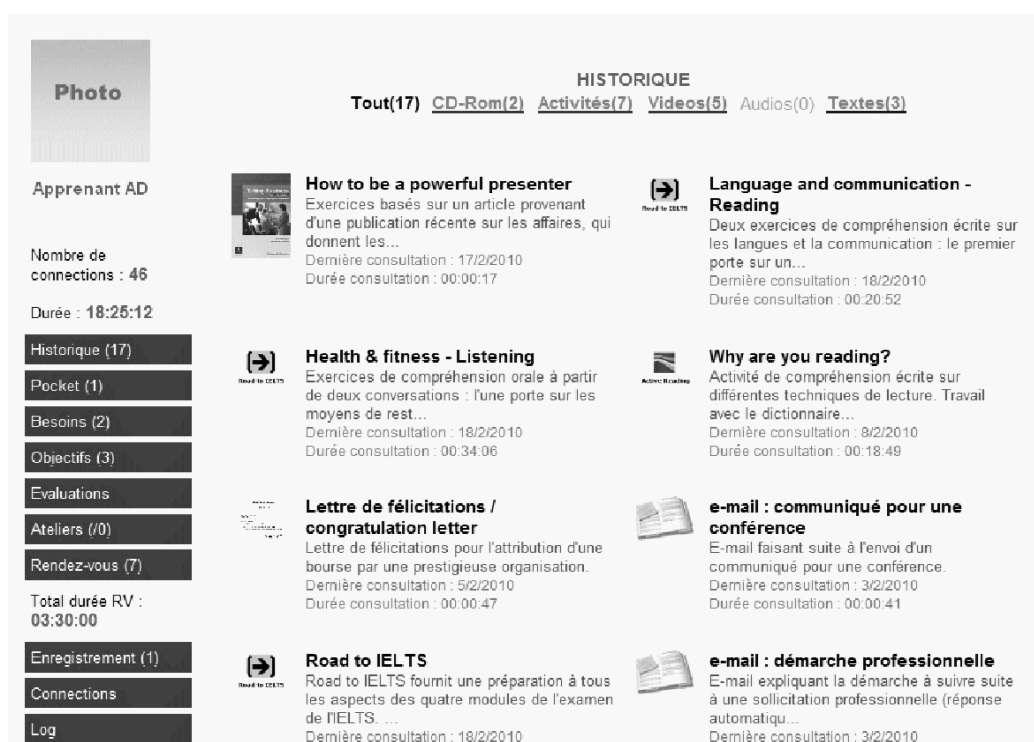 Photo
Apprenant AD
Nombre de
connections : 46
Durée : 18:25:12
Historique (17)
Pocket (1)
Besoins (2)
Objectifs (3)
Evaluations
Ateliers (/0)
Rendez-vous (7)
Total durée RV :
03:30:00
Enregistrement (1)
Connections
Log
HISTORIQUE
Tout(17) CD-Rom(2) Activités(7) Videos(5) Audios(0) Textes(3)
How to be a powerful presenter
Exercices basés sur un article provenant
d'une publication récente sur les affaires, qui
donnent les...
Dernière consultation : 17/2/2010
Durée consultation : 00:00:17
Road to IELTS
Language and communication -
Reading
Deux exercices de compréhension écrite sur
les langues et la communication : le premier
porte sur un...
Dernière consultation : 18/2/2010
Durée consultation : 00:20:52
Road to IELTS
Health & fitness - Listening
Exercices de compréhension orale à partir
de deux conversations : l'une porte sur les
moyens de rest...
Dernière consultation : 18/2/2010
Durée consultation : 00:34:06
Active Reading
Why are you reading?
Activité de compréhension écrite sur
différentes techniques de lecture. Travail
avec le dictionnaire...
Dernière consultation : 8/2/2010
Durée consultation : 00:18:49
Lettre de félicitations /
congratulation letter
Lettre de félicitations pour l'attribution d'une
bourse par une prestigieuse organisation.
Dernière consultation : 5/2/2010
Durée consultation : 00:00:47
e-mail : communiqué pour une
conférence
E-mail faisant suite à l'envoi d'un
communiqué pour une conférence.
Dernière consultation : 3/2/2010
Durée consultation : 00:00:41
Road to IELTS
Road to IELTS
Road to IELTS fournit une préparation à tous
les aspects des quatre modules de l'examen
de l'IELTS. ...
Dernière consultation : 18/2/2010
e-mail : démarche professionnelle
E-mail expliquant la démarche à suivre suite
à une sollicitation professionnelle (réponse
automatiqu...
Dernière consultation : 3/2/2010